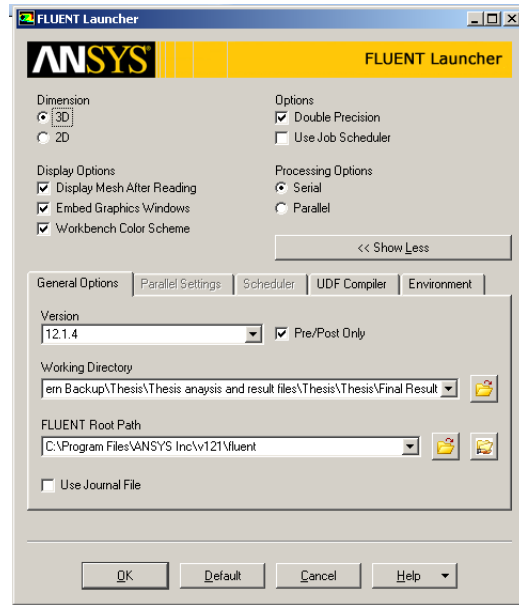 FLUENT Launcher
ANSYS
FLUENT Launcher
Dimension
3D
2D
Options
Double Precision
Use Job Scheduler
Display Options
Display Mesh After Reading
Embed Graphics Windows
Workbench Color Scheme
Processing Options
Serial
Parallel
<< Show Less
General Options Parallel Settings Scheduler UDF Compiler Environment
Version
12.1.4 Pre/Post Only
Working Directory
ern Backup\Thesis\Thesis anaysis and result files\Thesis\Thesis\Final Result
FLUENT Root Path
C:\Program Files\ANSYS Inc\v121\fluent
Use Journal File
OK Default Cancel Help